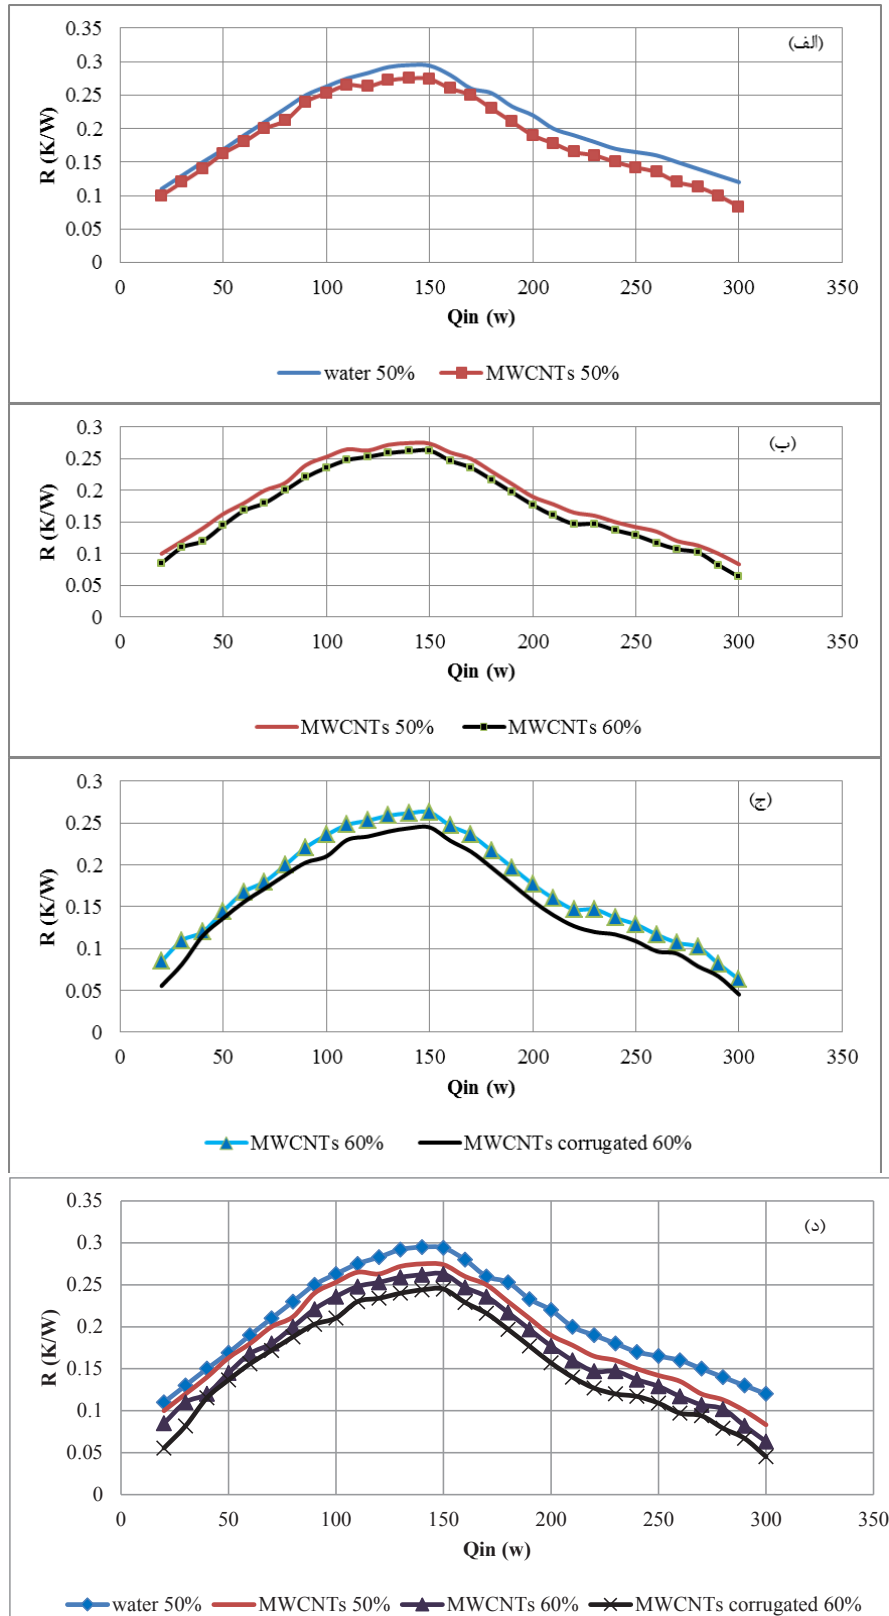 (الف)
0.35
0.3
0.25
0.2
0.15
0.1
0.05
0
R (K/W)
0 50 100 150 200 250 300 350
Qin (w)
water 50% MWCNTs 50%
(ب)
0.3
0.25
0.2
0.15
0.1
0.05
0
R (K/W)
0 50 100 150 200 250 300 350
Qin (w)
MWCNTs 50% MWCNTs 60%
(ج)
0.3
0.25
0.2
0.15
0.1
0.05
0
R (K/W)
0 50 100 150 200 250 300 350
Qin (w)
MWCNTs 60% MWCNTs corrugated 60%
(د)
0.35
0.3
0.25
0.2
0.15
0.1
0.05
0
R (K/W)
0 50 100 150 200 250 300 350
Qin (w)
water 50% MWCNTs 50% MWCNTs 60% MWCNTs corrugated 60%